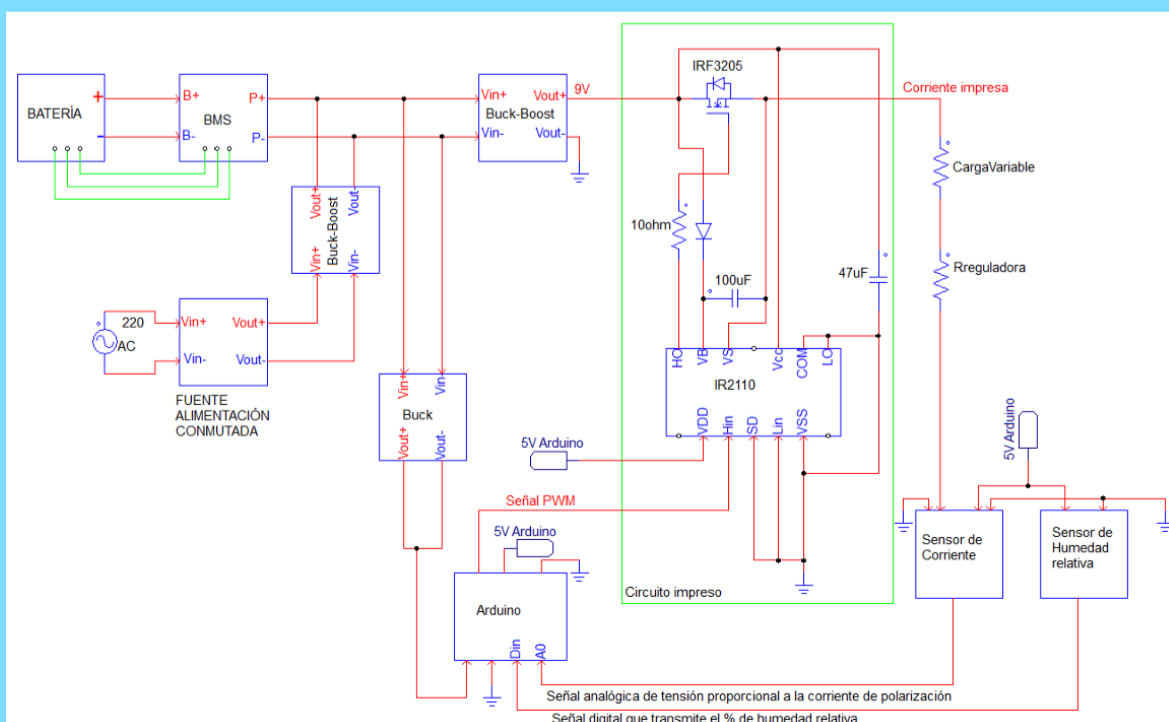 BATERÍA
+
-
B+
B-
BMS
P+
P-
Vin+
Vin-
Vout+
Buck-Boost
Vout-
9V
IRF3205
Corriente impresa
CargaVariable
Rreguladora
10ohm
100uF
47uF
Vout+
Vout-
Buck-Boost
Vin+
Vin-
220
AC
Vin+
Vin-
Vout+
Vout-
FUENTE
ALIMENTACIÓN
CONMUTADA
Vin+
Vin-
Buck
Vout+
Vout-
HO
VB
VS
Vcc
COM
LO
IR2110
VDD
Hin
SD
Lin
VSS
5V Arduino
Señal PWM
5V Arduino
5V Arduino
Arduino
Din
A0
Circuito impreso
Sensor de
Corriente
Sensor de
Humedad
relativa
Señal analógica de tensión proporcional a la corriente de polarización
Señal digital que transmite el % de humedad relativa